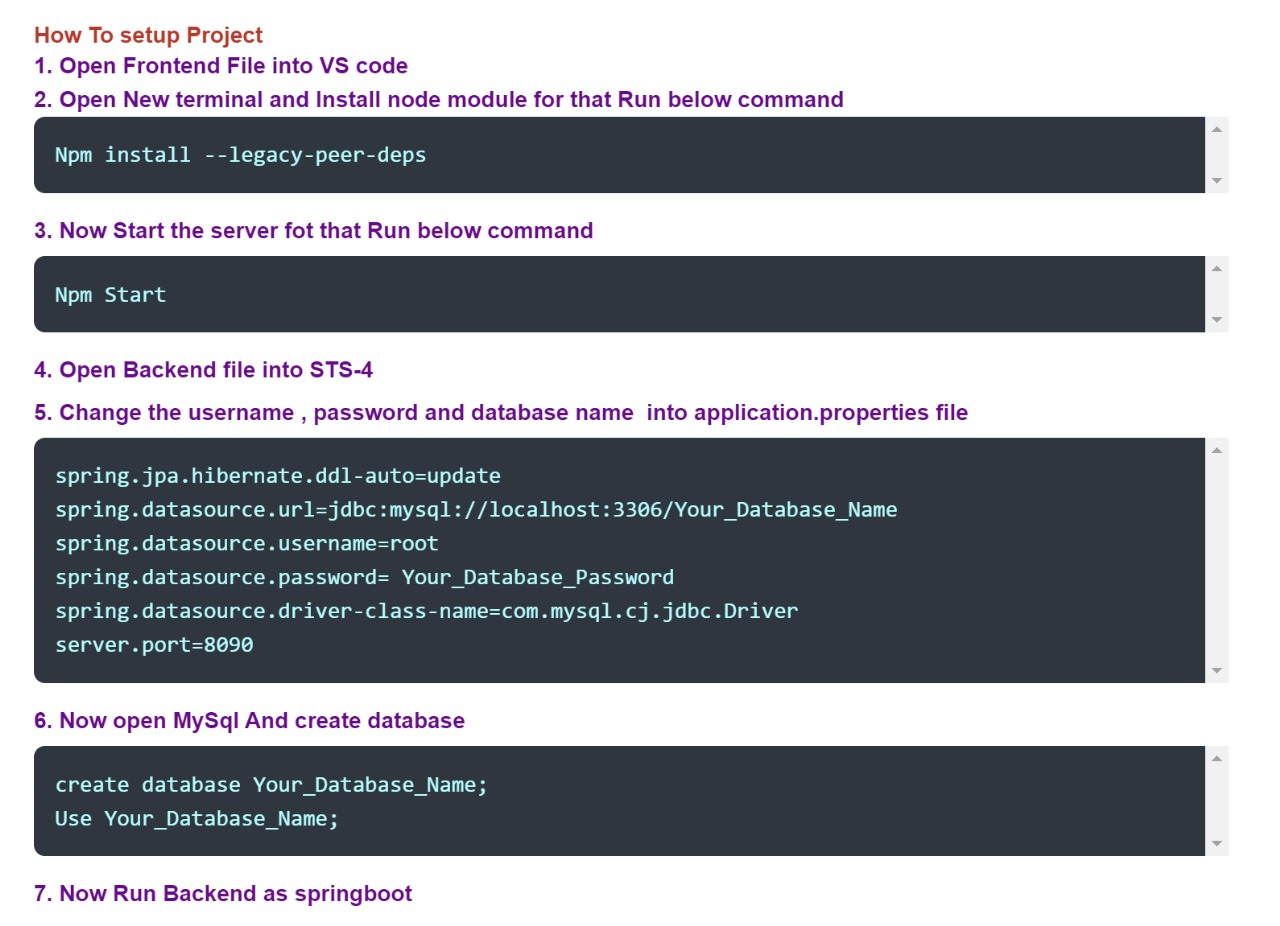 How To setup Project
1. Open Frontend File into VS code
2. Open New terminal and Install node module for that Run below command
Npm install --legacy-peer-deps
3. Now Start the server fot that Run below command
Npm Start
4. Open Backend file into STS-4
5. Change the username , password and database name  into application.properties file
spring.jpa.hibernate.ddl-auto=update
spring.datasource.url=jdbc:mysql://localhost:3306/Your_Database_Name
spring.datasource.username=root
spring.datasource.password= Your_Database_Password
spring.datasource.driver-class-name=com.mysql.cj.jdbc.Driver
server.port=8090
6. Now open MySql And create database
create database Your_Database_Name;
Use Your_Database_Name;
7. Now Run Backend as springboot